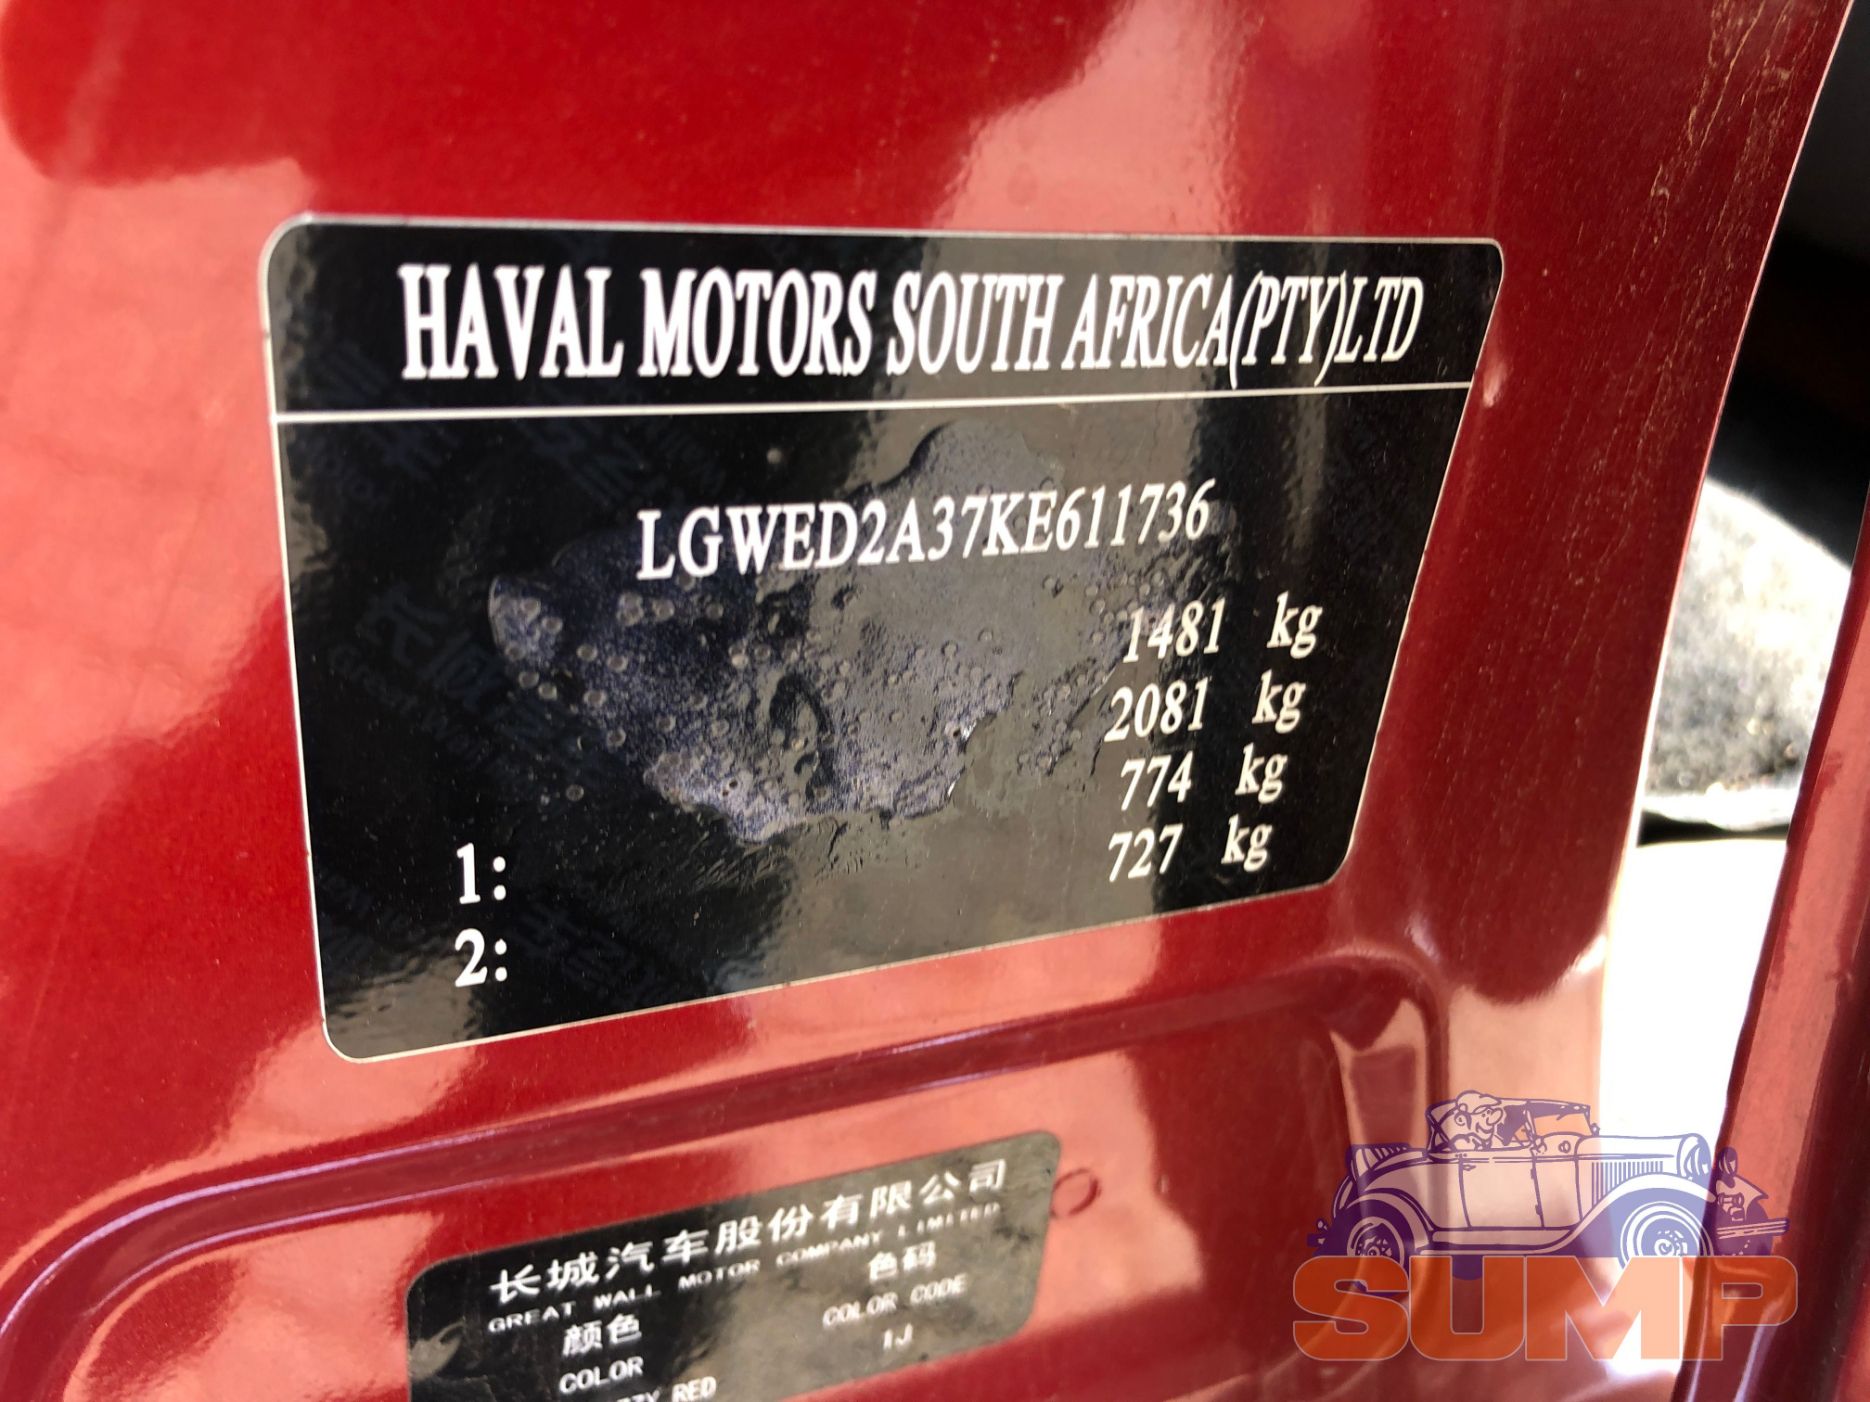 HAVAL MOTORS SOUTH AFRICA(PTY)LTD
LGWED2A37KE611736
1481 kg
2081 kg
774 kg
727 kg
1:
2:
长城汽车股份有限公司
GREAT WALL MOTOR COMPANY LIMITED
颜色 色码
COLOR COLOR CODE
1J
RED
SUMP